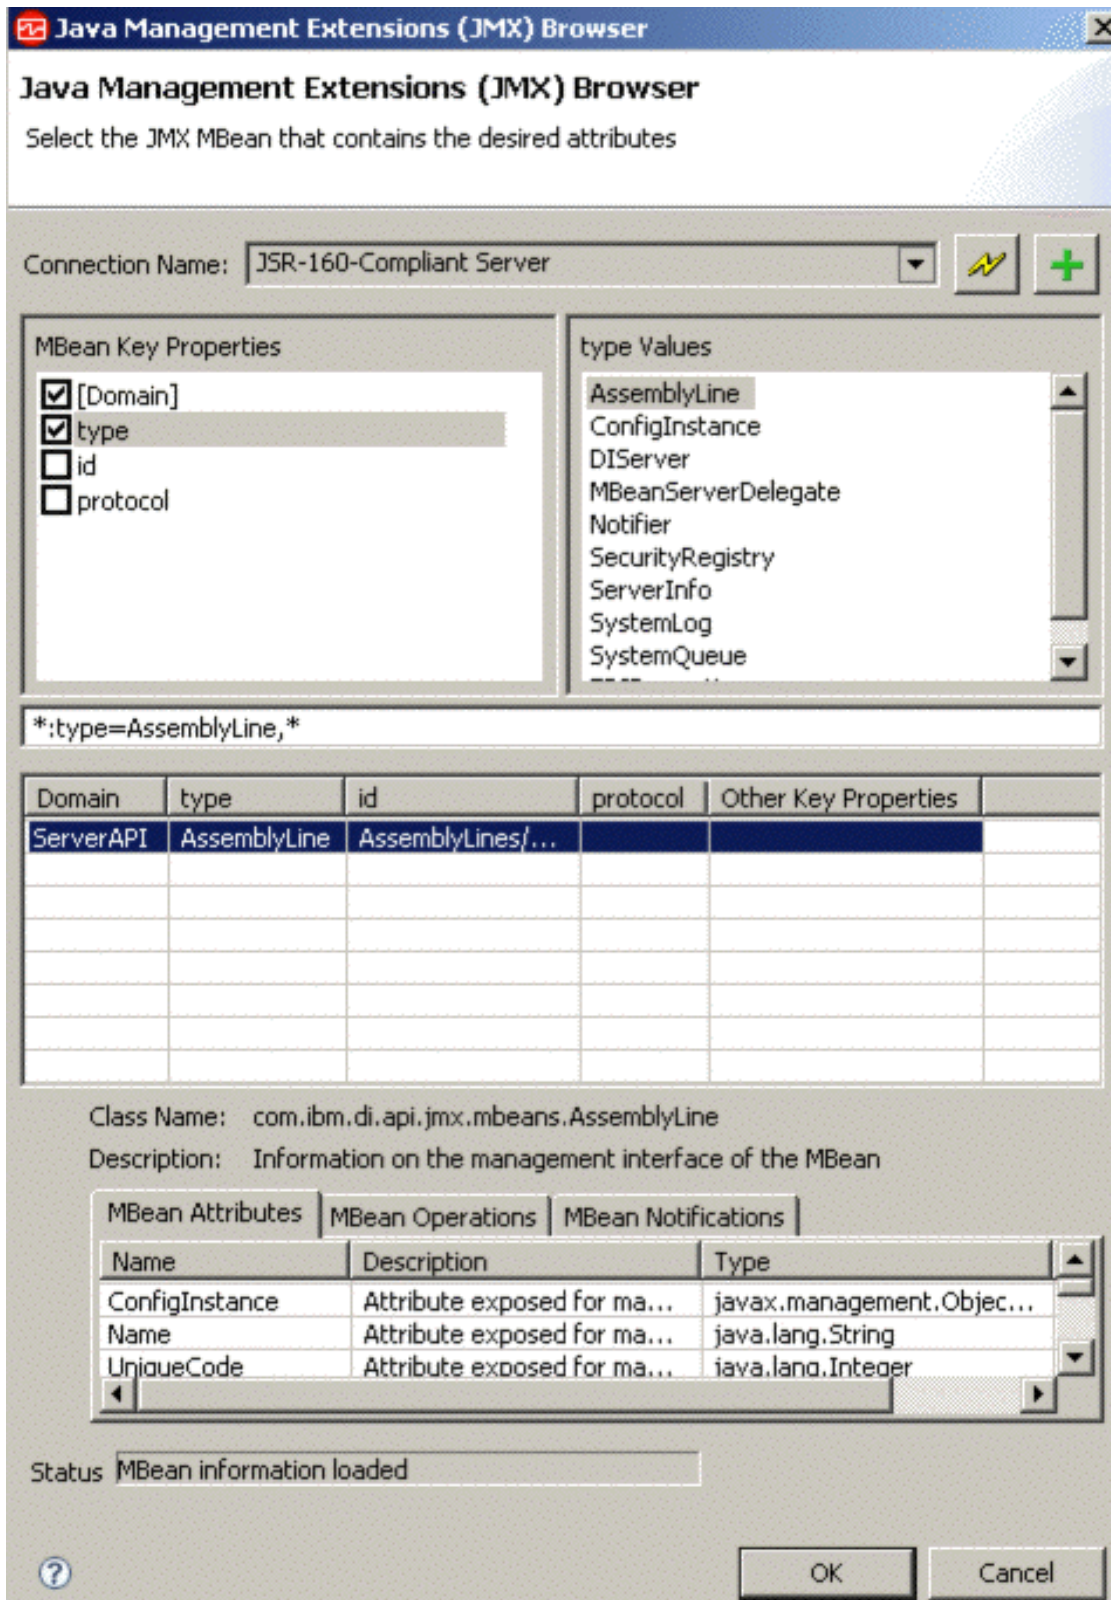 Java Management Extensions (JMX) Browser
Java Management Extensions (JMX) Browser
Select the JMX MBean that contains the desired attributes
Connection Name: JSR-160-Compliant Server
MBean Key Properties
[Domain]
type
id
protocol
type Values
AssemblyLine
ConfigInstance
DIServer
MBeanServerDelegate
Notifier
SecurityRegistry
ServerInfo
SystemLog
SystemQueue
*:type=AssemblyLine,*
Domain type id protocol Other Key Properties
ServerAPI AssemblyLine AssemblyLines/...
Class Name: com.ibm.di.api.jmx.mbeans.AssemblyLine
Description: Information on the management interface of the MBean
MBean Attributes MBean Operations MBean Notifications
Name Description Type
ConfigInstance Attribute exposed for ma... javax.management.Objec...
Name Attribute exposed for ma... java.lang.String
UniqueCode Attribute exposed for ma... java.lang.Integer
Status MBean information loaded
? OK Cancel